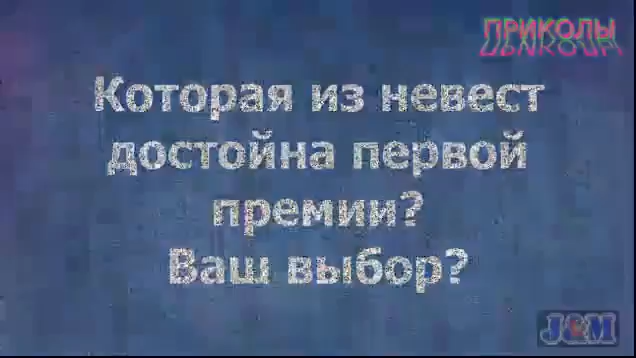 ПРИКОЛЫ
Которая из невест
достойна первой
премии?
Ваш выбор?
J&M